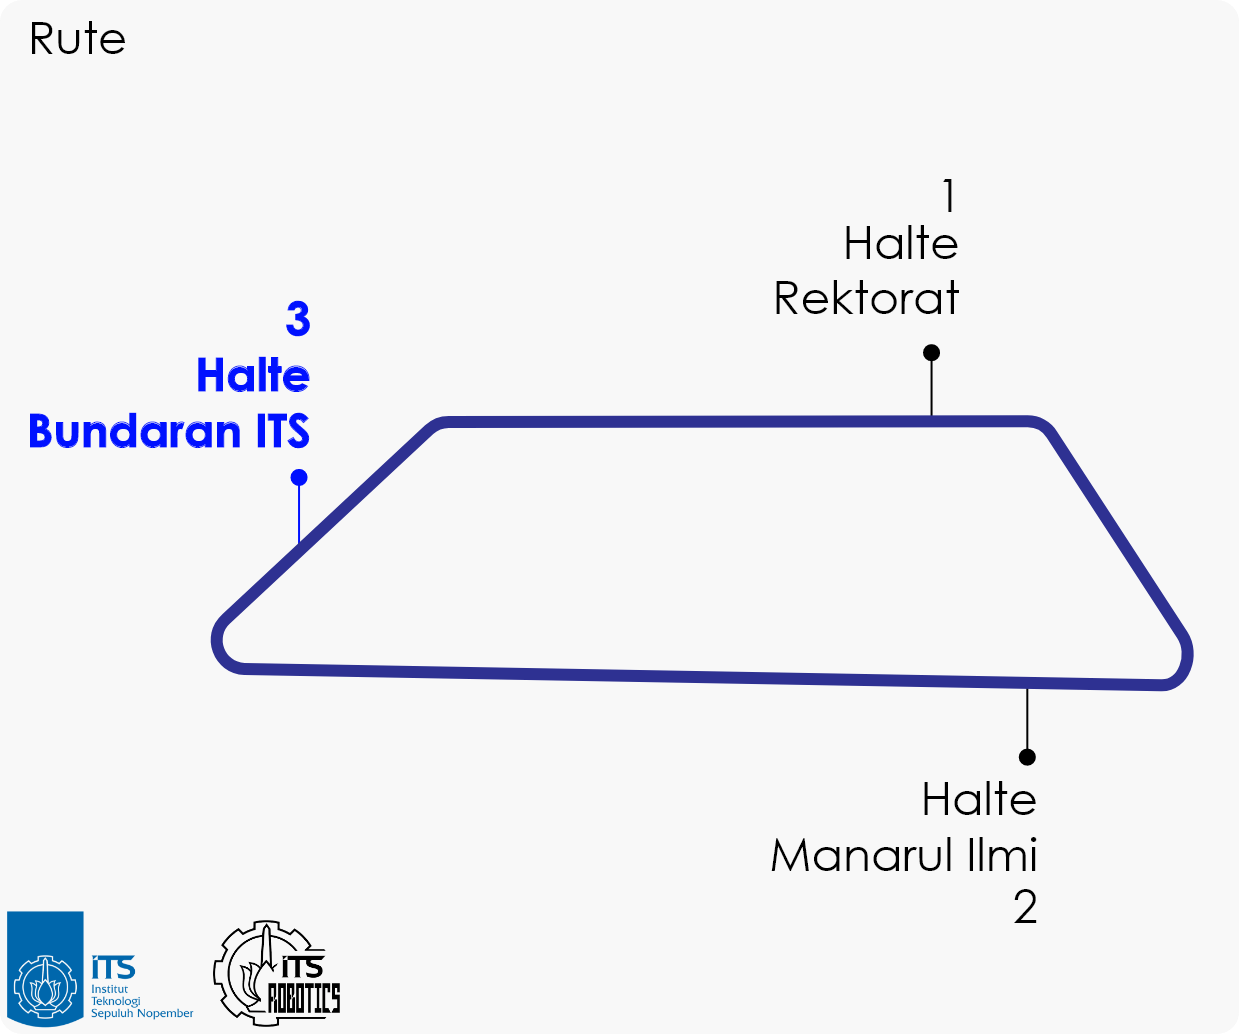 Rute
1
Halte
Rektorat
3
Halte
Bundaran ITS
Halte
Manarul Ilmi
2
iTS
Institut
Teknologi
Sepuluh Nopember
iTS
ROBOTICS